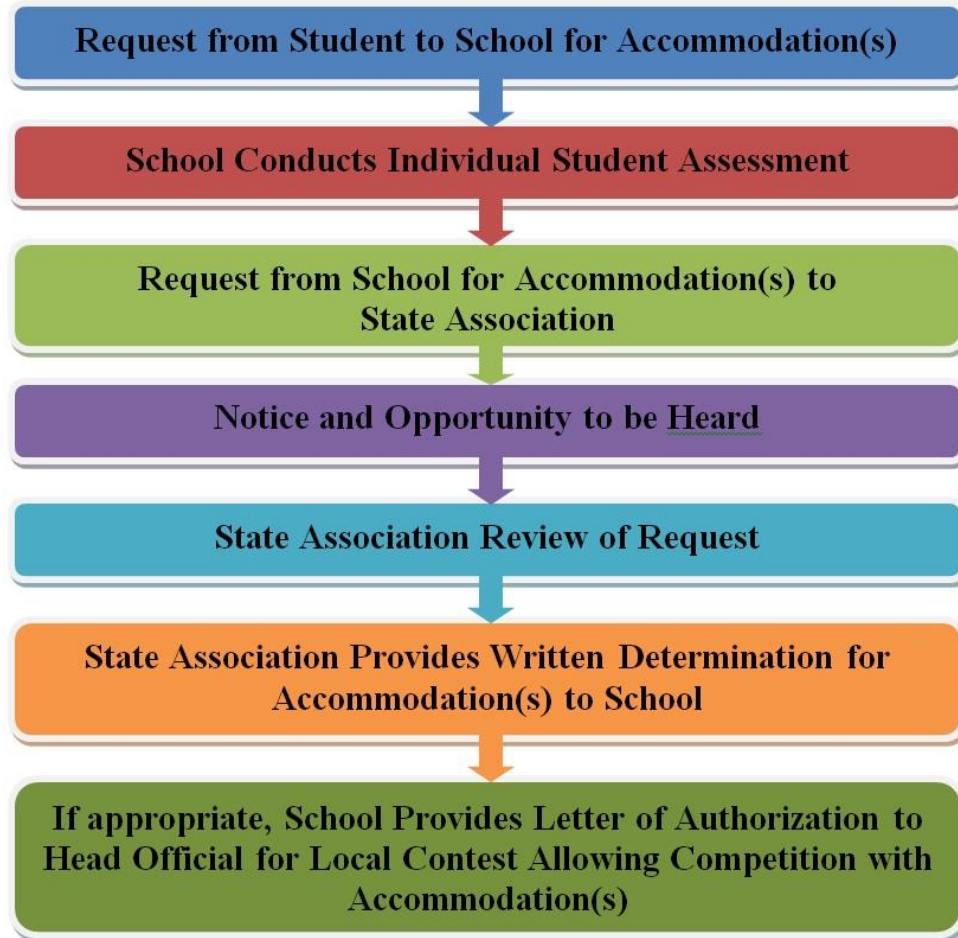 Request from Student to School for Accommodation(s)
School Conducts Individual Student Assessment
Request from School for Accommodation(s) to
State Association
Notice and Opportunity to be Heard
State Association Review of Request
State Association Provides Written Determination for
Accommodation(s) to School
If appropriate, School Provides Letter of Authorization to
Head Official for Local Contest Allowing Competition with
Accommodation(s)